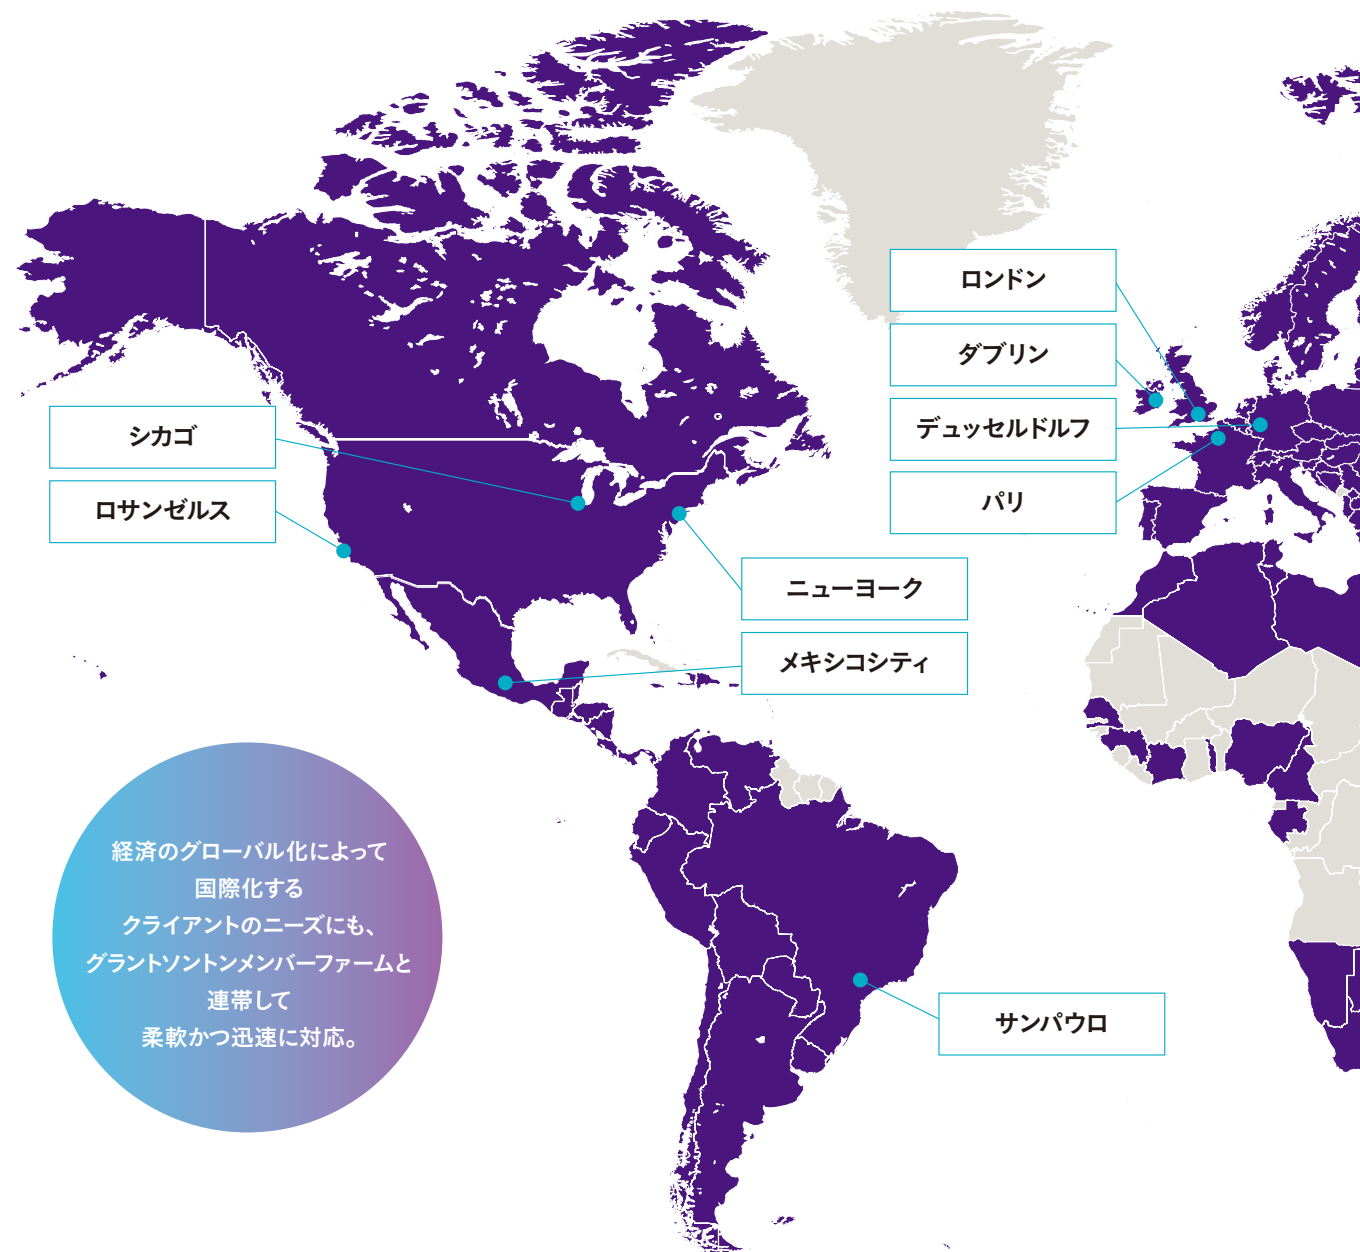 ロンドン
ダブリン
デュッセルドルフ
パリ
シカゴ
ロサンゼルス
ニューヨーク
メキシコシティ
経済のグローバル化によって
国際化する
クライアントのニーズにも、
グラントソントンメンバーファームと
連帯して
柔軟かつ迅速に対応。
サンパウロ